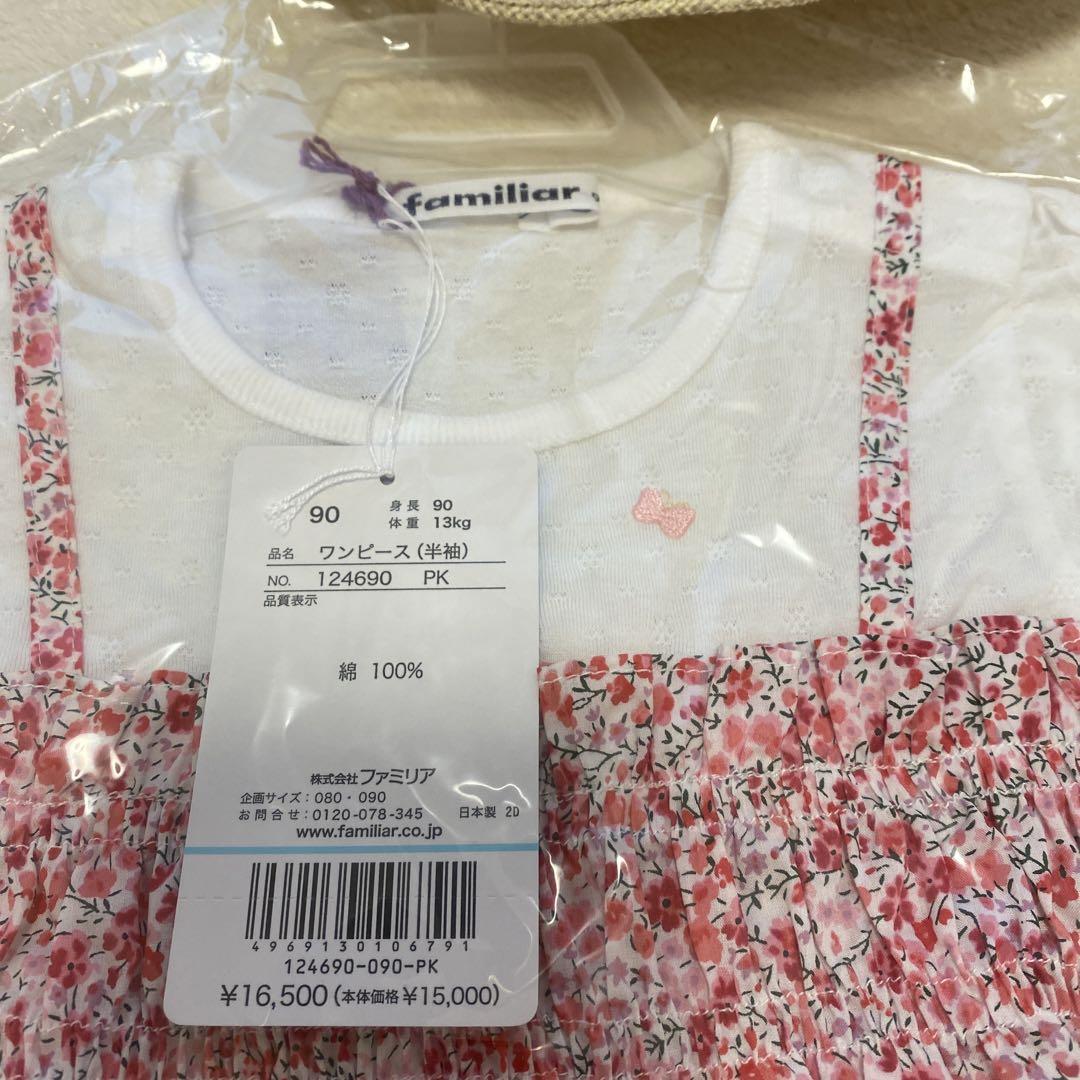 familiar
90
身長 90
体重 13kg
品名 ワンピース(半袖)
NO. 124690 PK
品質表示
綿 100%
株式会社ファミリア
企画サイズ:080・090
お問合せ:0120-078-345 日本製 2D
www.familiar.co.jp
4969130106791
124690-090-PK
¥16,500(本体価格¥15,000)